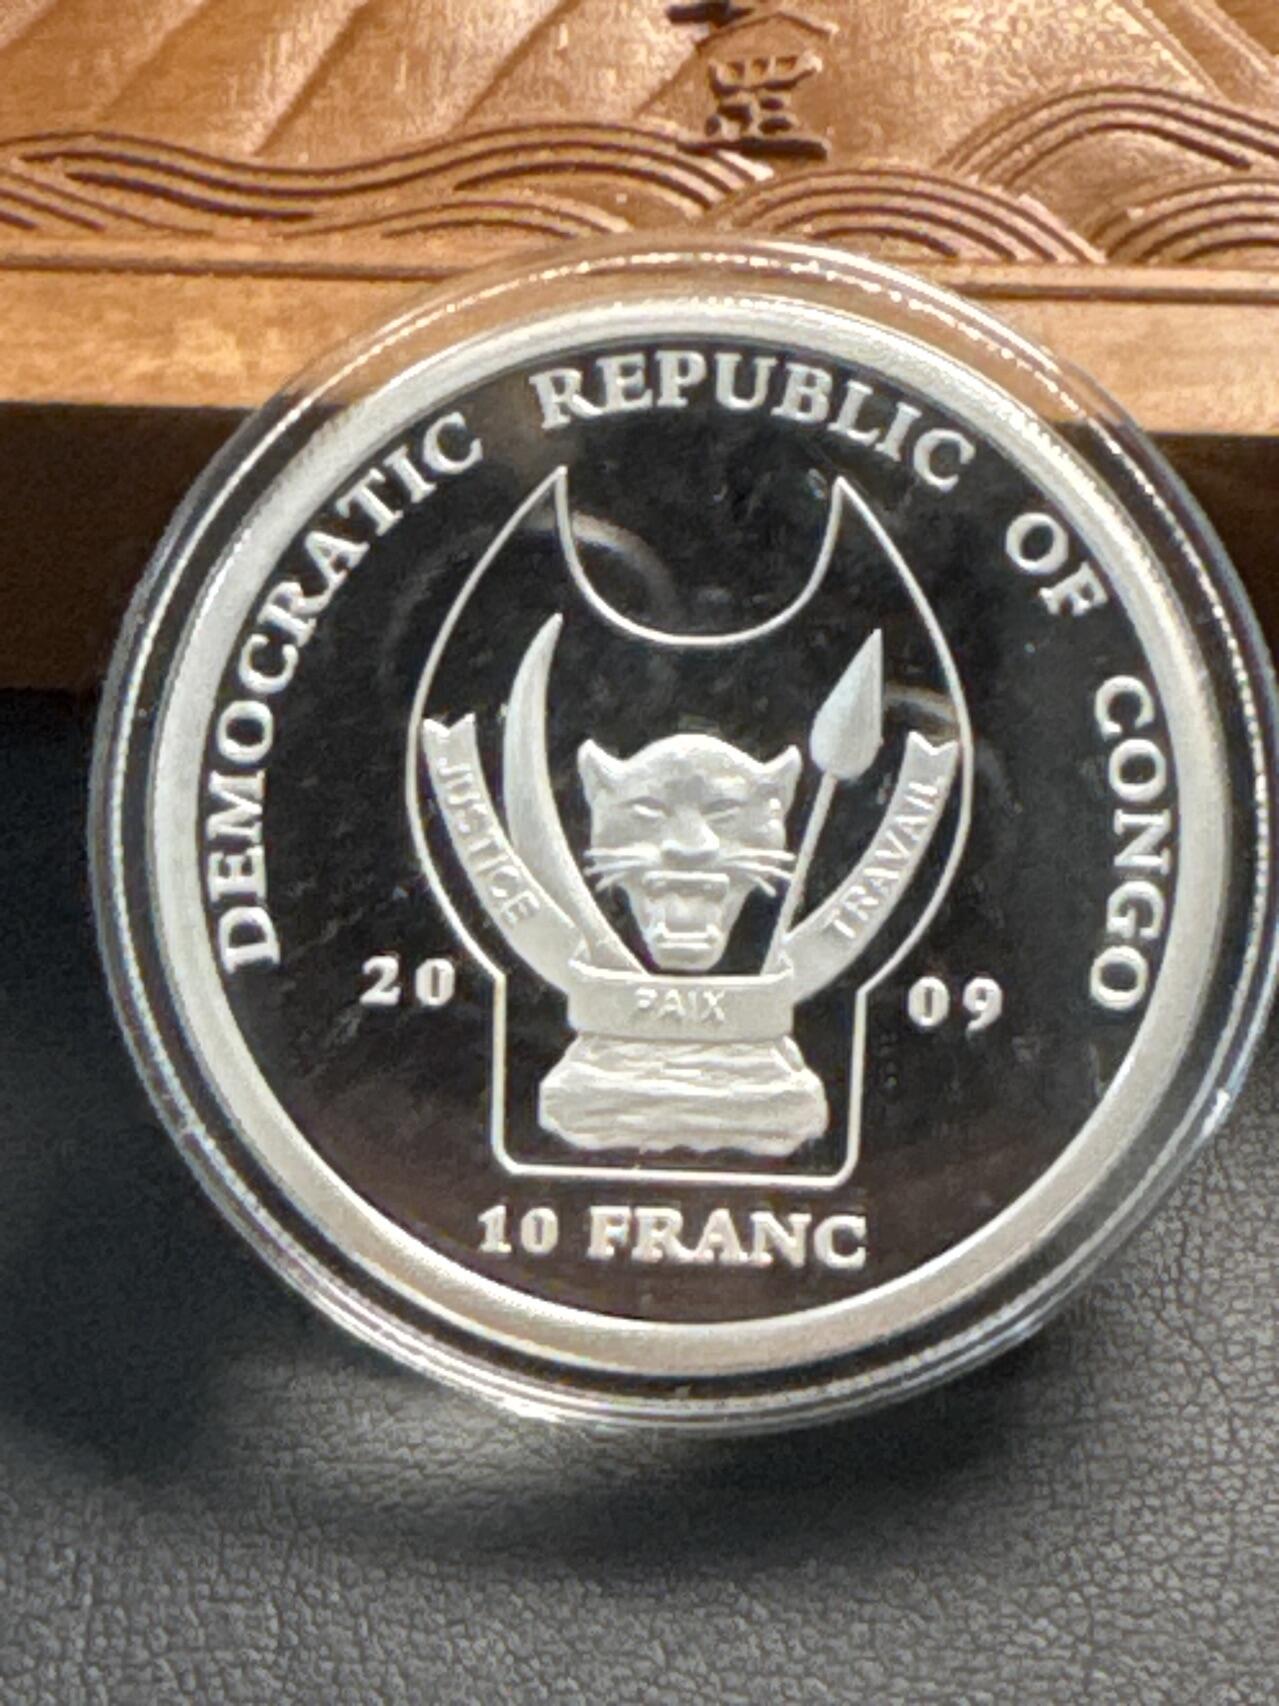 DEMOCRATIC REPUBLIC OF CONGO
JUSTICE
TRAVAIL
PAIX
20 09
10 FRANC